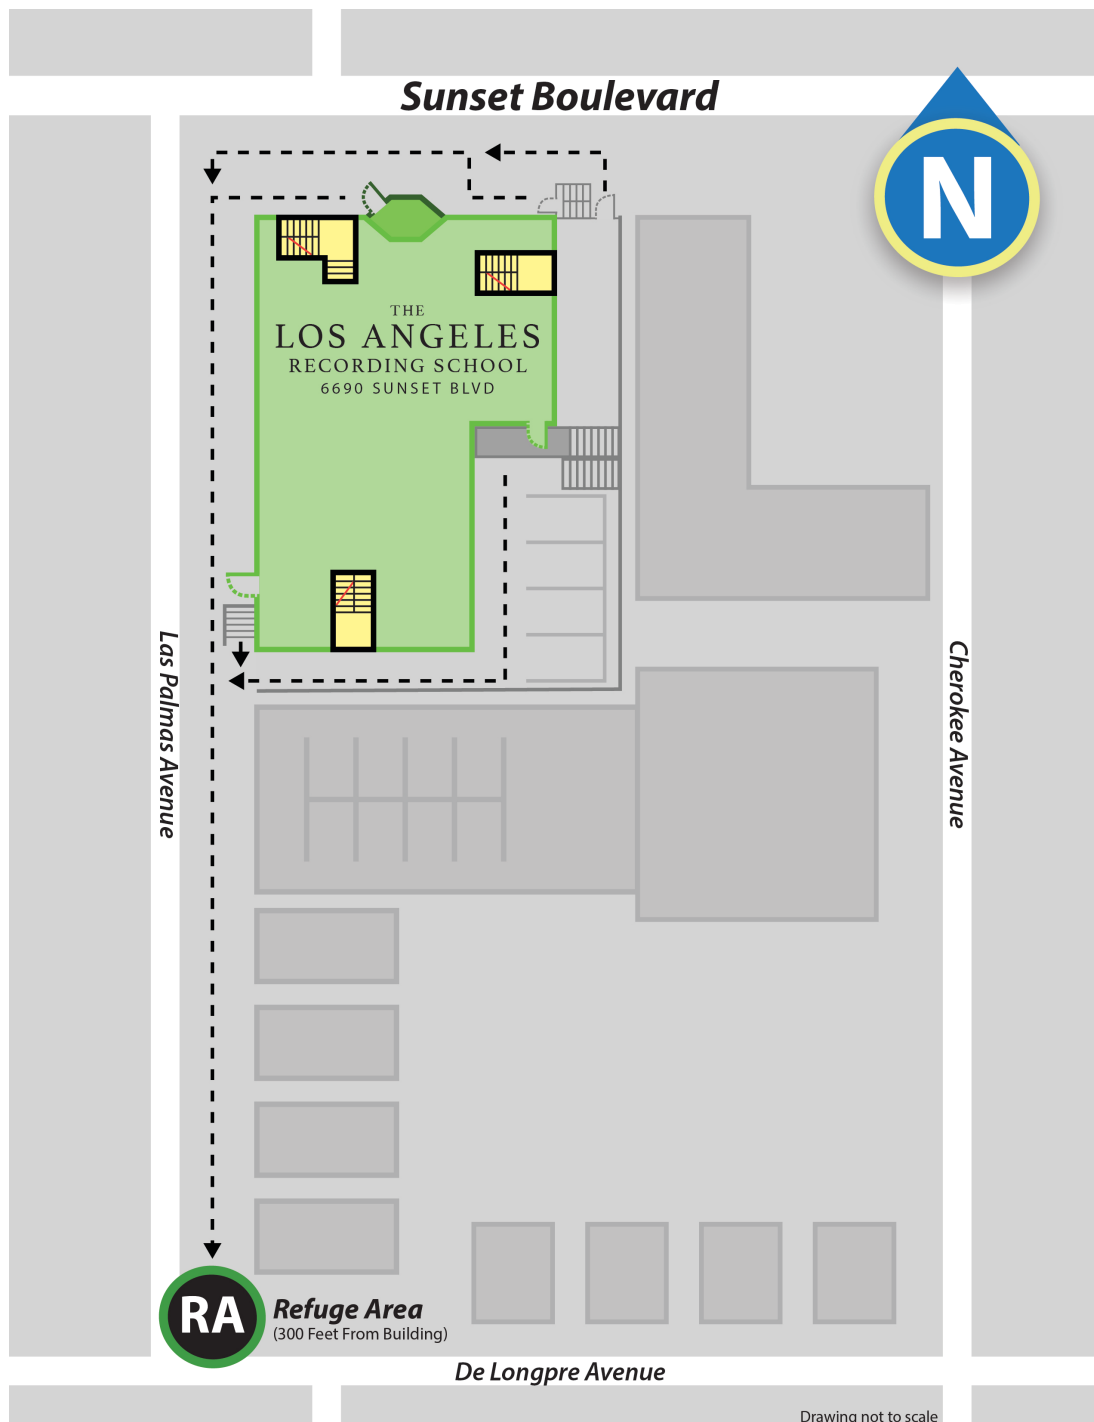 Sunset Boulevard
N
THE
LOS ANGELES
RECORDING SCHOOL
6690 SUNSET BLVD
Las Palmas Avenue
Cherokee Avenue
RA
Refuge Area
(300 Feet From Building)
De Longpre Avenue
Drawing not to scale